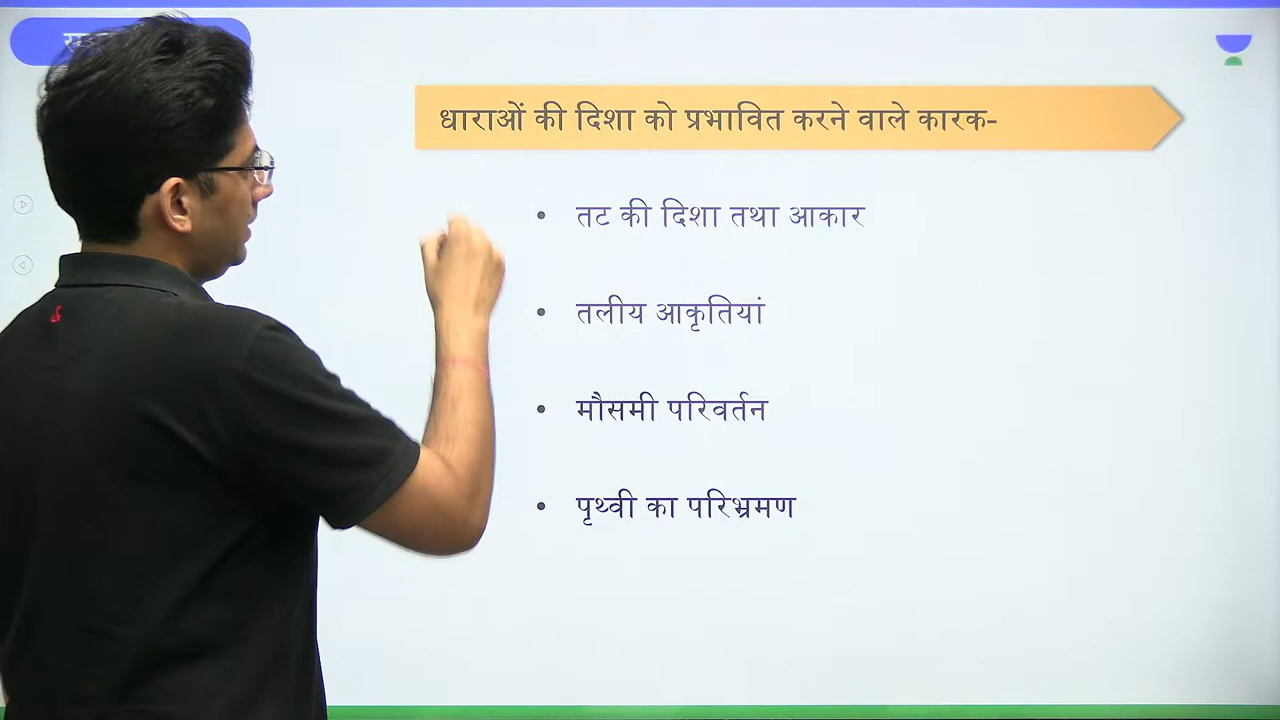 धाराओं की दिशा को प्रभावित करने वाले कारक-
• तट की दिशा तथा आकार
• तलीय आकृतियां
• मौसमी परिवर्तन
• पृथ्वी का परिभ्रमण